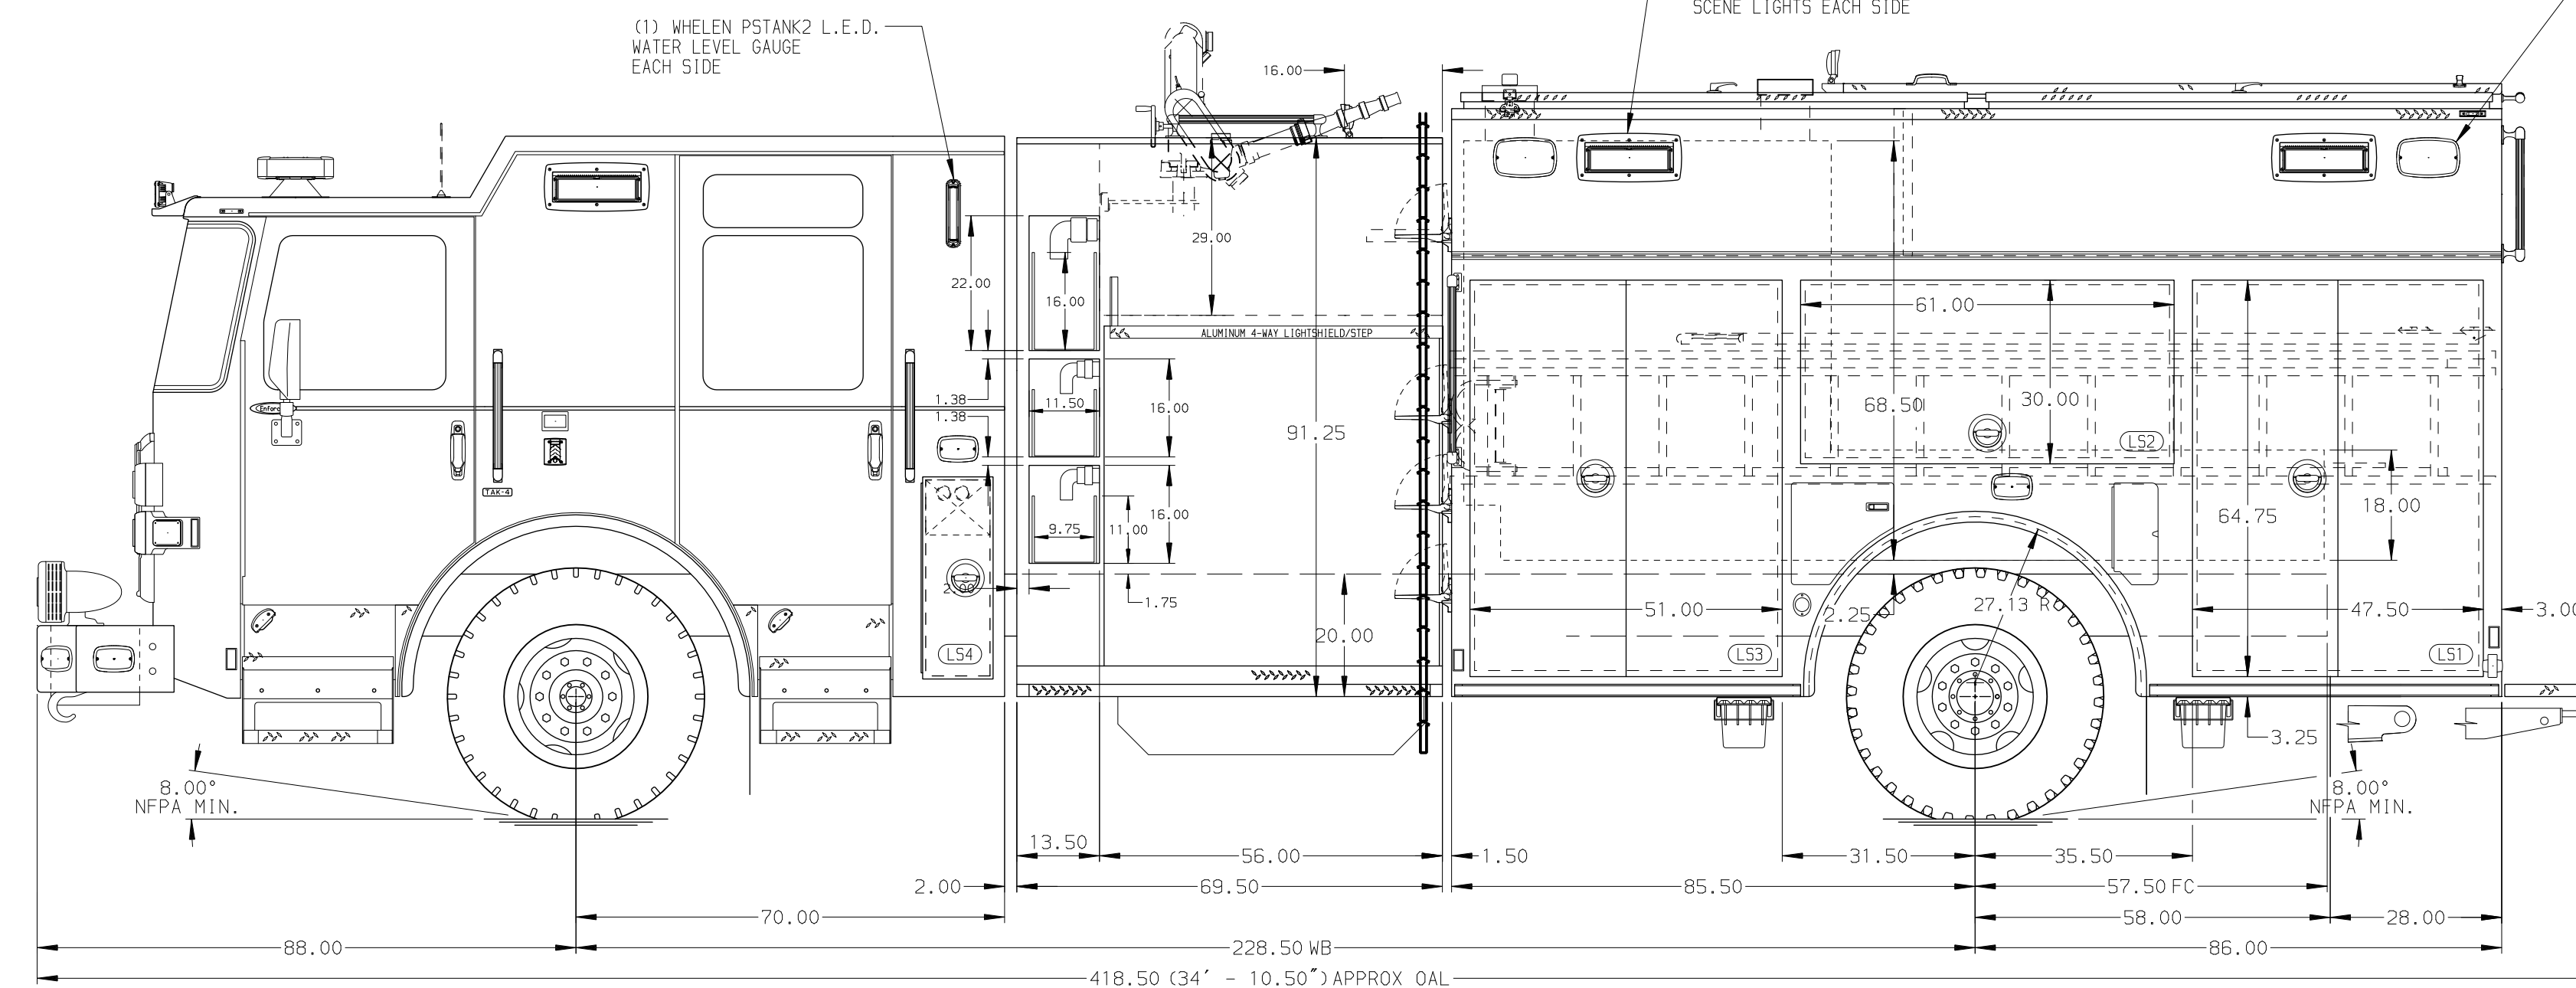 (1) WHELEN PSTANK2 L.E.D.
WATER LEVEL GAUGE
EACH SIDE
SCENE LIGHTS EACH SIDE
16.00
29.00
22.00
16.00
61.00
ALUMINUM 4-WAY LIGHTSHIELD/STEP
1.38
11.50
16.00
1.38
68.50
30.00
91.25
LS2
TAK-4
9.75
11.00
16.00
64.75
18.00
2.00
1.75
20.00
51.00
2.25
27.13 R
47.50
3.00
LS4
LS3
LS1
3.25
8.00°
NFPA MIN.
8.00°
NFPA MIN.
13.50
56.00
1.50
31.50
35.50
2.00
69.50
85.50
57.50 FC
70.00
58.00
28.00
88.00
228.50 WB
86.00
418.50 (34' - 10.50") APPROX OAL